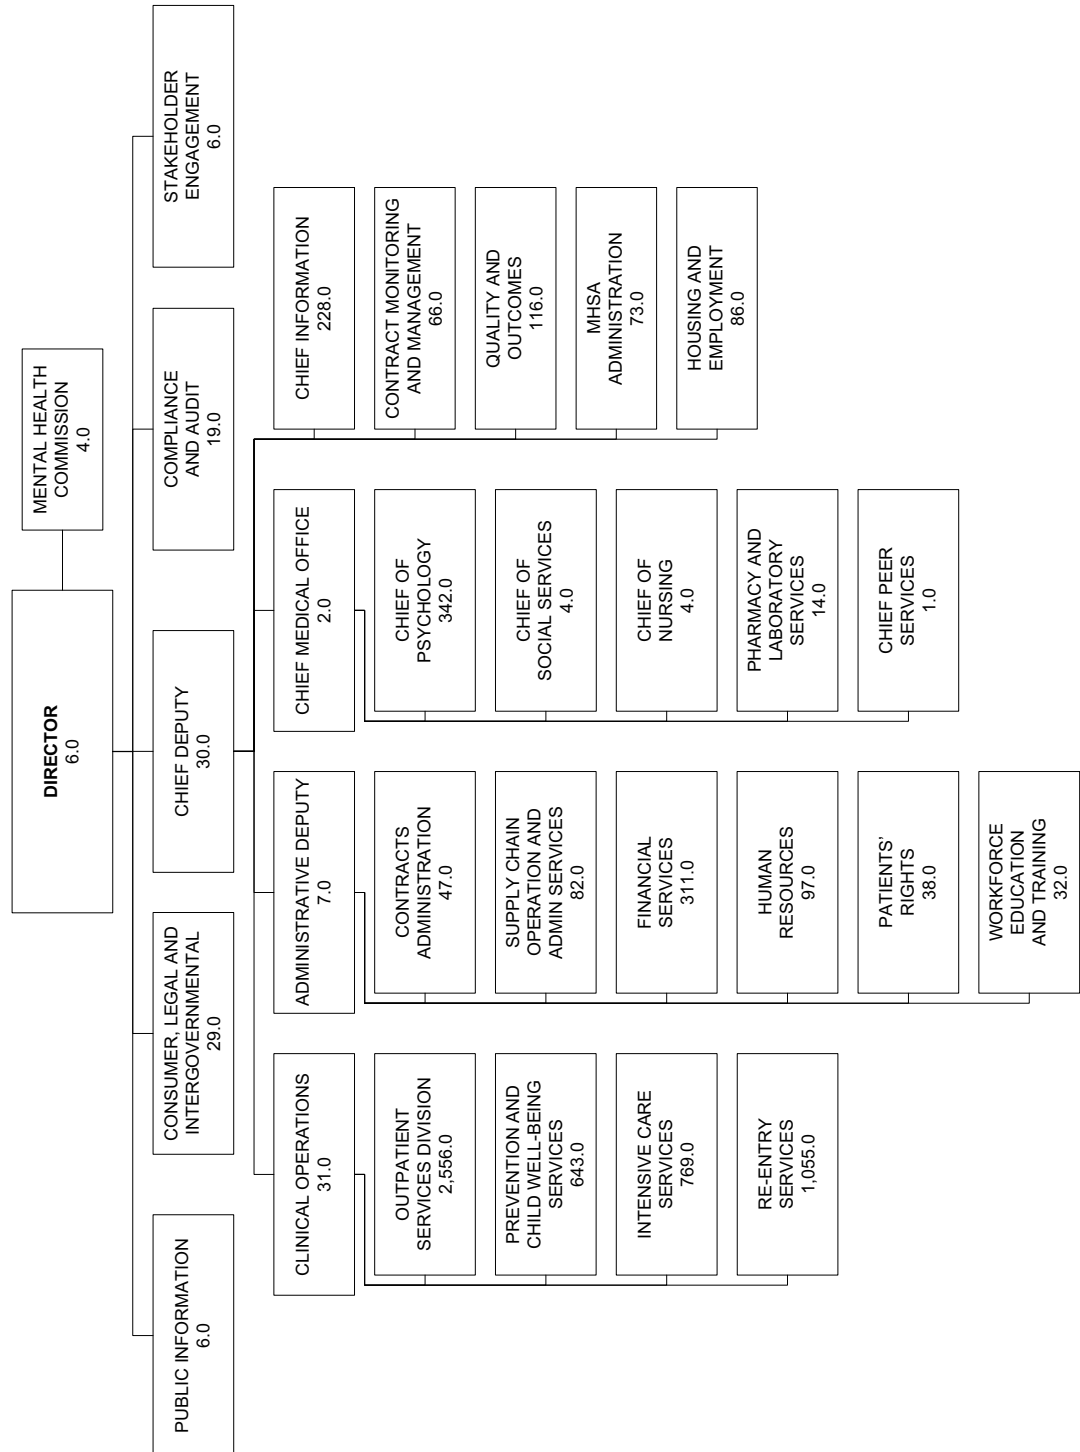 DIRECTOR
6.0
MENTAL HEALTH
COMMISSION
4.0
PUBLIC INFORMATION
6.0
CONSUMER, LEGAL AND
INTERGOVERNMENTAL
29.0
CHIEF DEPUTY
30.0
COMPLIANCE
AND AUDIT
19.0
STAKEHOLDER
ENGAGEMENT
6.0
CLINICAL OPERATIONS
31.0
OUTPATIENT
SERVICES DIVISION
2,556.0
PREVENTION AND
CHILD WELL-BEING
SERVICES
643.0
INTENSIVE CARE
SERVICES
769.0
RE-ENTRY
SERVICES
1,055.0
ADMINISTRATIVE DEPUTY
7.0
CONTRACTS
ADMINISTRATION
47.0
SUPPLY CHAIN
OPERATION AND
ADMIN SERVICES
82.0
FINANCIAL
SERVICES
311.0
HUMAN
RESOURCES
97.0
PATIENTS’
RIGHTS
38.0
WORKFORCE
EDUCATION
AND TRAINING
32.0
CHIEF MEDICAL OFFICE
2.0
CHIEF OF
PSYCHOLOGY
342.0
CHIEF OF
SOCIAL SERVICES
4.0
CHIEF OF
NURSING
4.0
PHARMACY AND
LABORATORY
SERVICES
14.0
CHIEF PEER
SERVICES
1.0
CHIEF INFORMATION
228.0
CONTRACT MONITORING
AND MANAGEMENT
66.0
QUALITY AND
OUTCOMES
116.0
MHSA
ADMINISTRATION
73.0
HOUSING AND
EMPLOYMENT
86.0